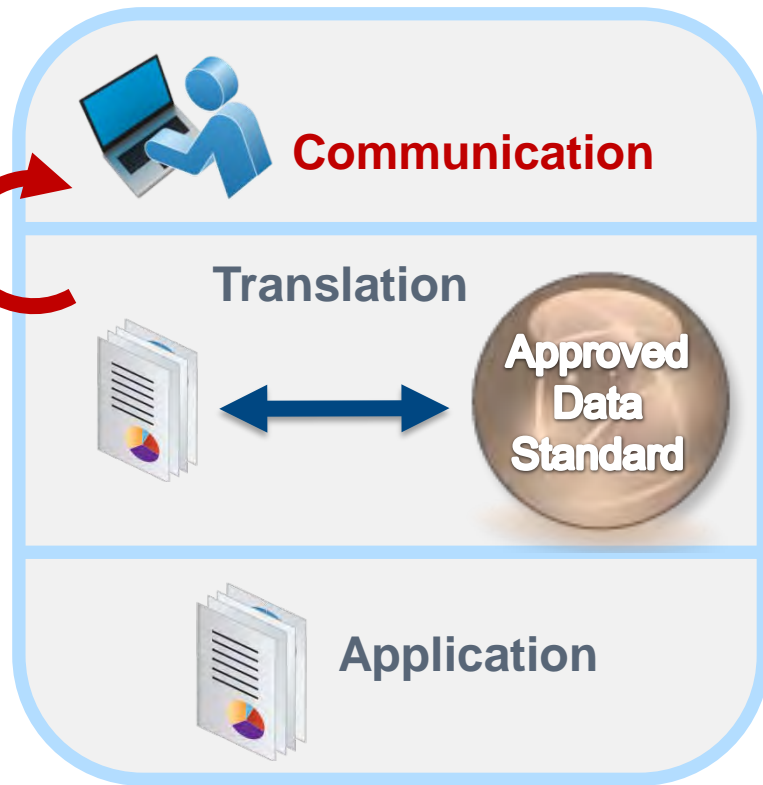 Communication
Translation
Approved
Data
Standard
Application